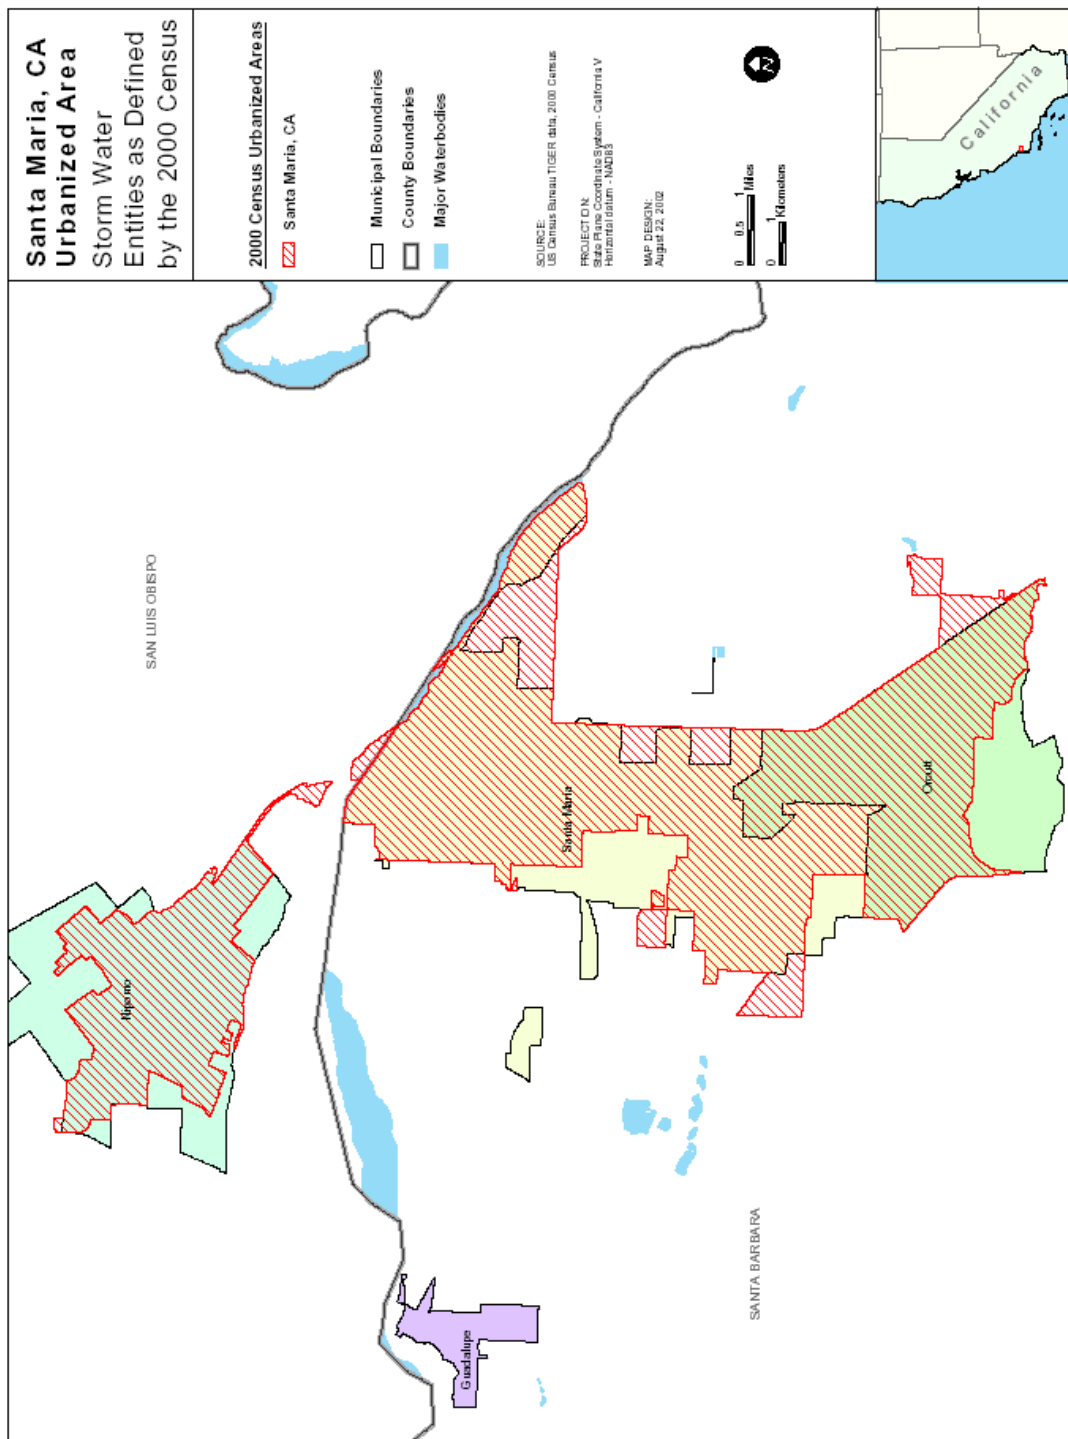 Santa Maria, CA
Urbanized Area
Storm Water
Entities as Defined
by the 2000 Census
2000 Census Urbanized Areas
Santa Maria, CA
Municipal Boundaries
County Boundaries
Major Waterbodies
SOURCE:
US Census Bureau TIGER data, 2000 Census
PROJECTION:
State Plane Coordinate System - California V
Horizontal datum - NAD83
MAP DESIGN:
August 22, 2002
0 0.5 1
Miles
0 1
Kilometers
N
California
SAN LUIS OBISPO
Nipomo
Santa Maria
Orcutt
Guadalupe
SANTA BARBARA